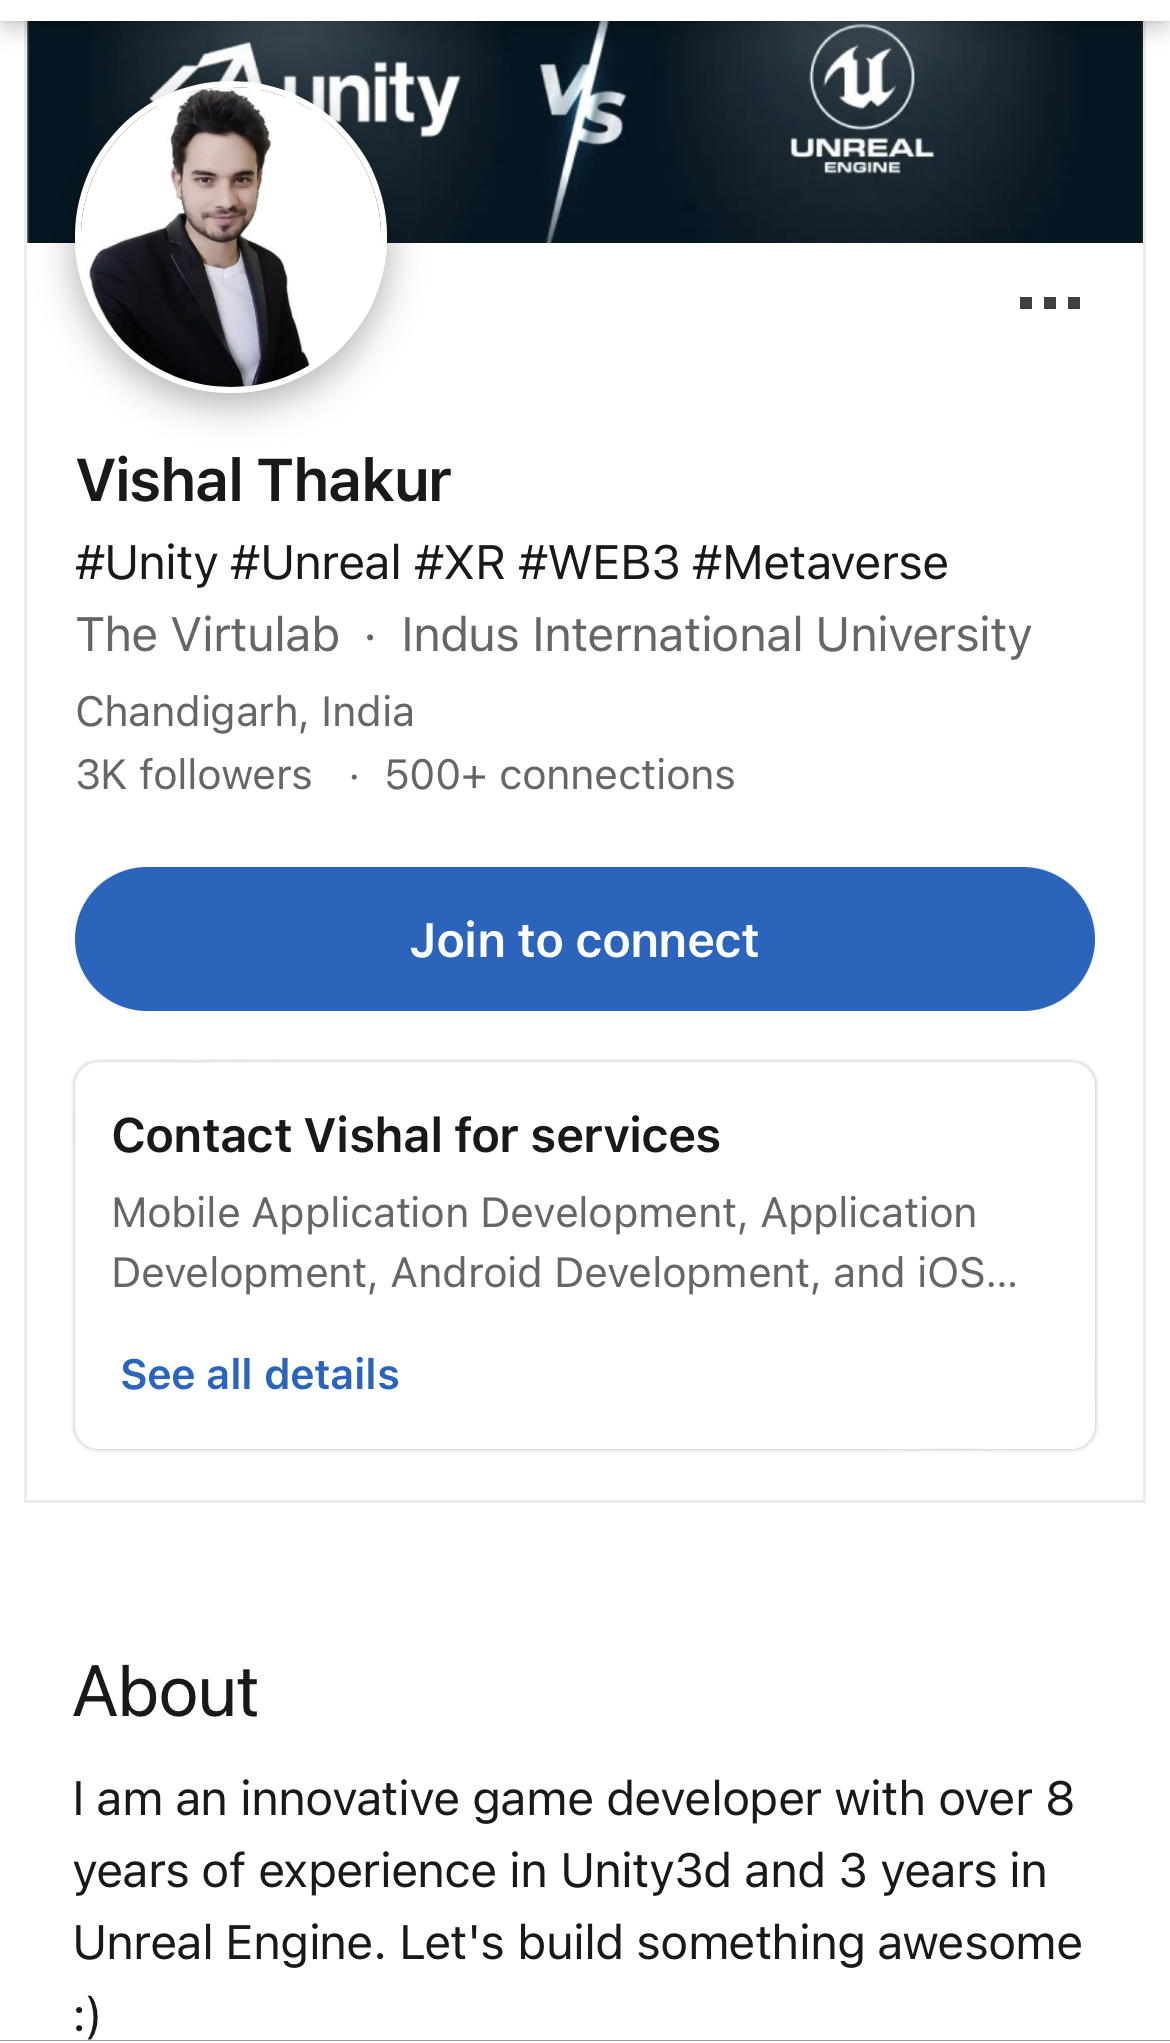 unity VS UNREAL
ENGINE
Vishal Thakur
#Unity #Unreal #XR #WEB3 #Metaverse
The Virtulab · Indus International University
Chandigarh, India
3K followers · 500+ connections
Join to connect
Contact Vishal for services
Mobile Application Development, Application
Development, Android Development, and iOS...
See all details
About
I am an innovative game developer with over 8
years of experience in Unity3d and 3 years in
Unreal Engine. Let's build something awesome
:)